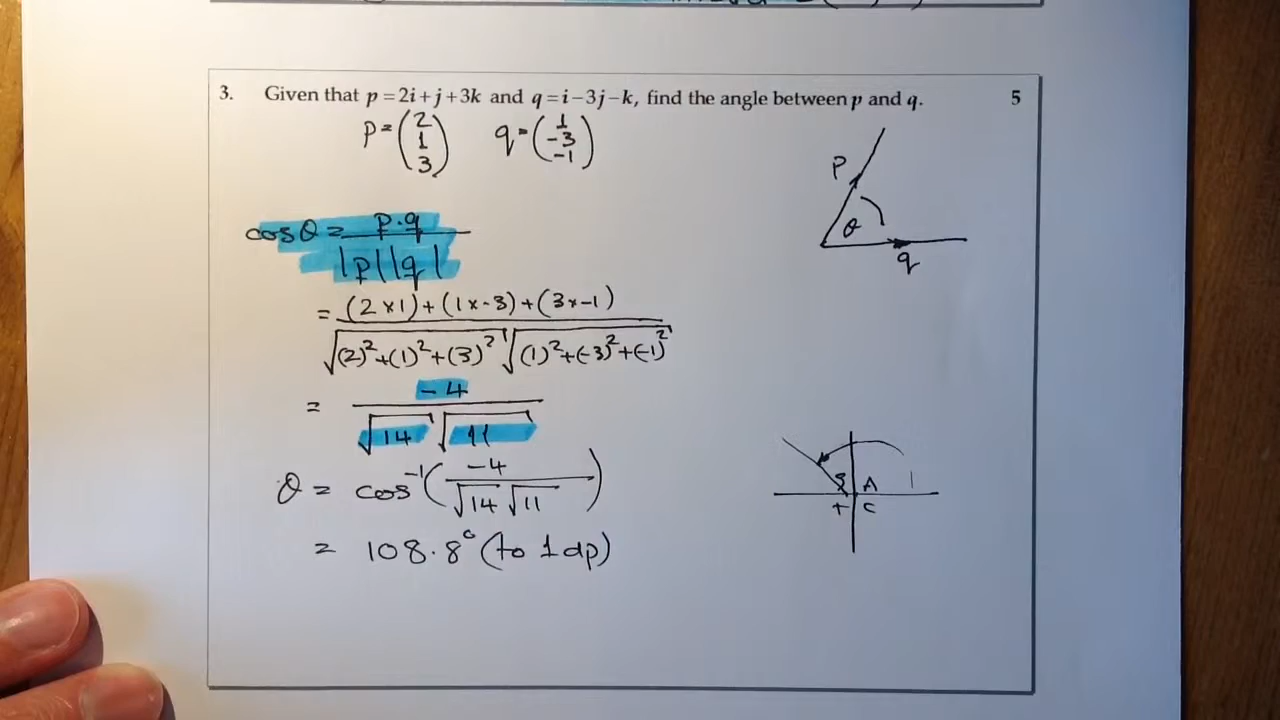 3. Given that p = 2i + j + 3k and q = i − 3j − k, find the angle between p and q. 5
p = (2 1 3) q = (1 -3 -1)
p
θ
q
cosθ = p.q / |p||q|
= (2×1) + (1×-3) + (3×-1) / √(2)²+(1)²+(3)² √(1)²+(-3)²+(-1)²
= -4 / √14 √11
θ = cos⁻¹(-4 / √14 √11)
S A
T C
= 108.8° (to 1dp)